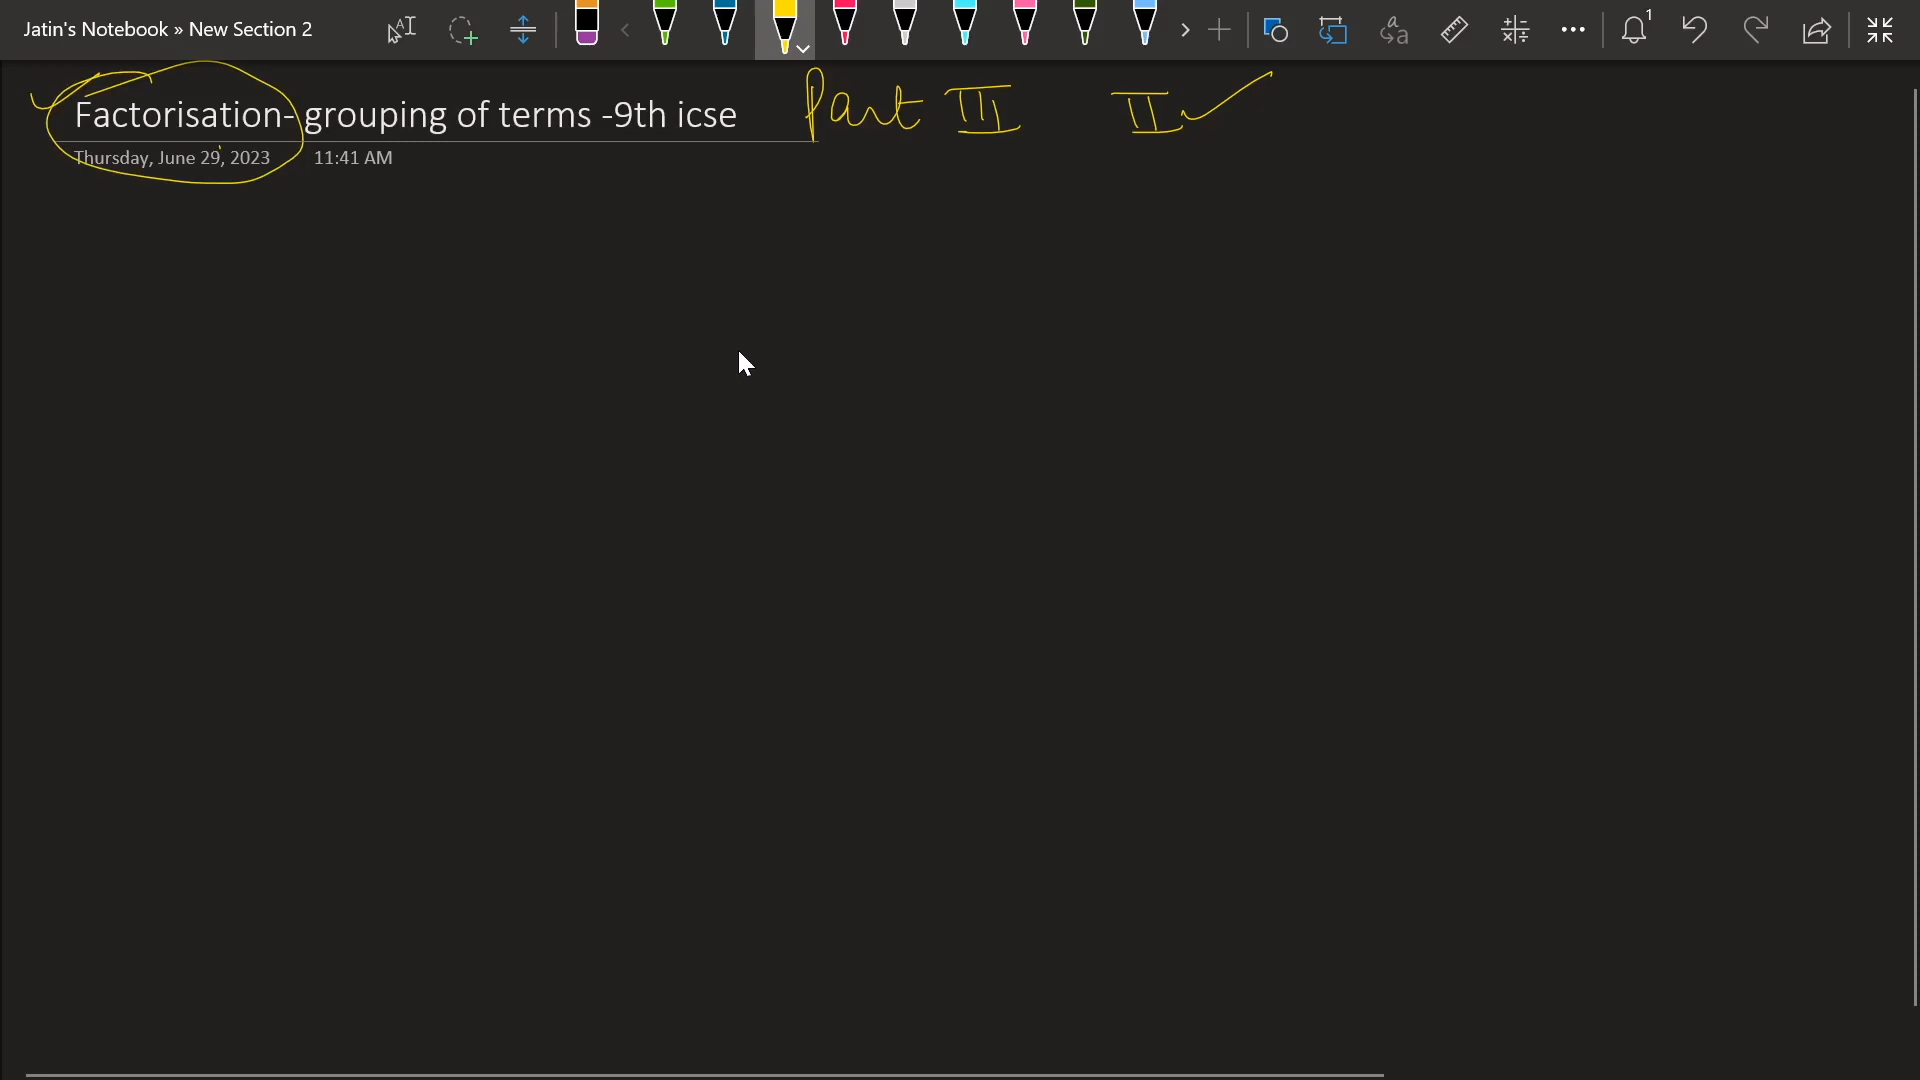 Jatin's Notebook » New Section 2
1
Factorisation- grouping of terms -9th icse Part III II
Thursday, June 29, 2023 11:41 AM